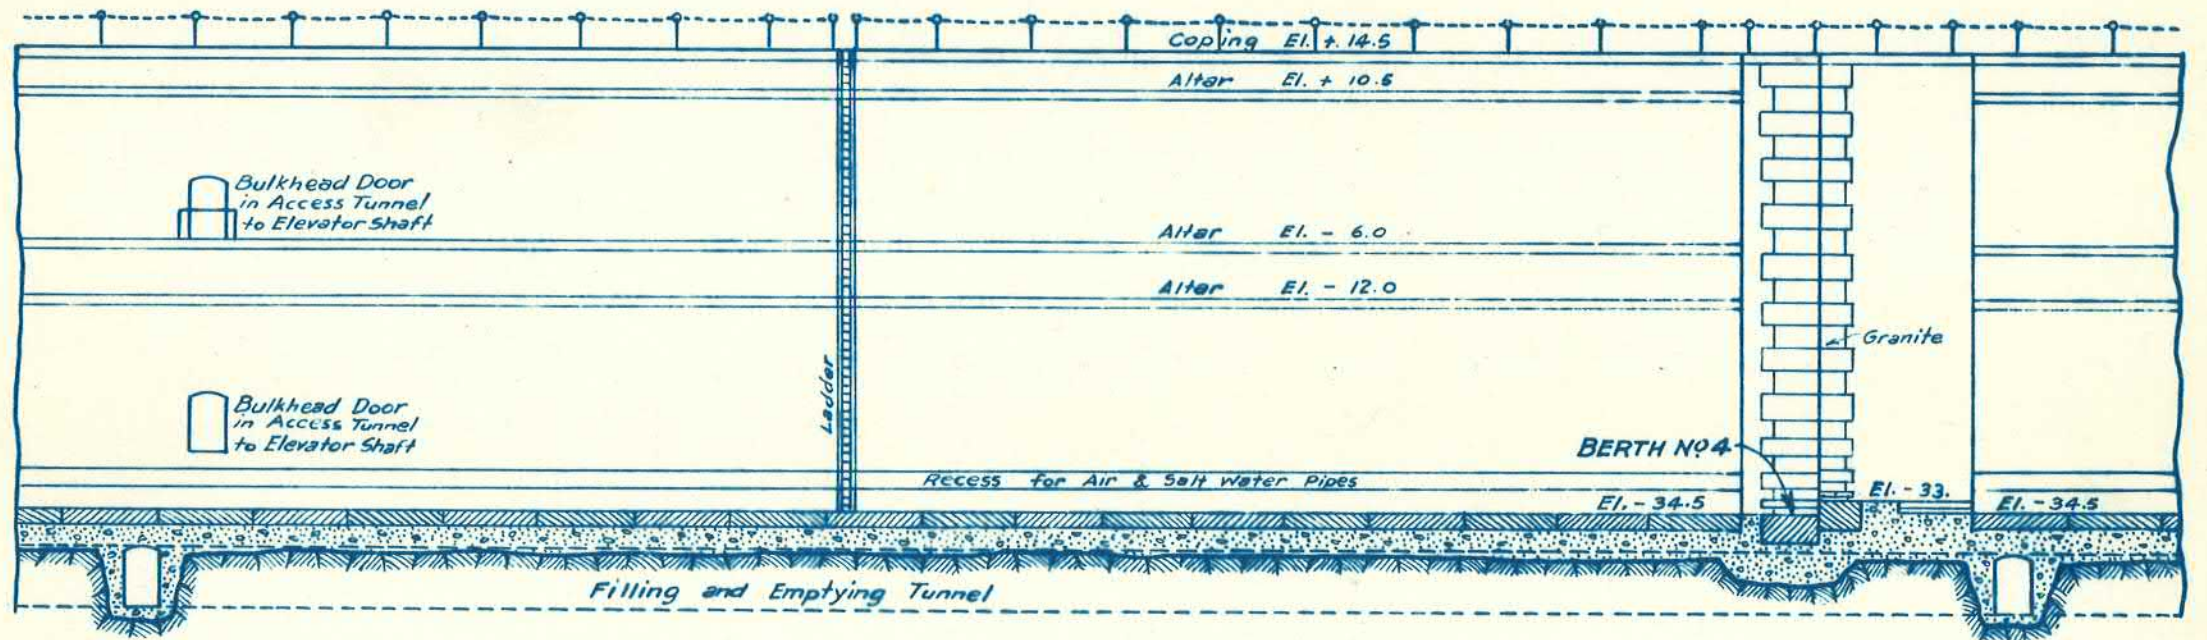 Coping El. + 14.5
Altar El. + 10.5
Bulkhead Door
in Access Tunnel
to Elevator Shaft
Altar El. - 6.0
Altar El. - 12.0
Granite
Ladder
Bulkhead Door
in Access Tunnel
to Elevator Shaft
BERTH Nº 4
Recess for Air & Salt Water Pipes
El. - 34.5
El. - 33.
El. - 34.5
Filling and Emptying Tunnel